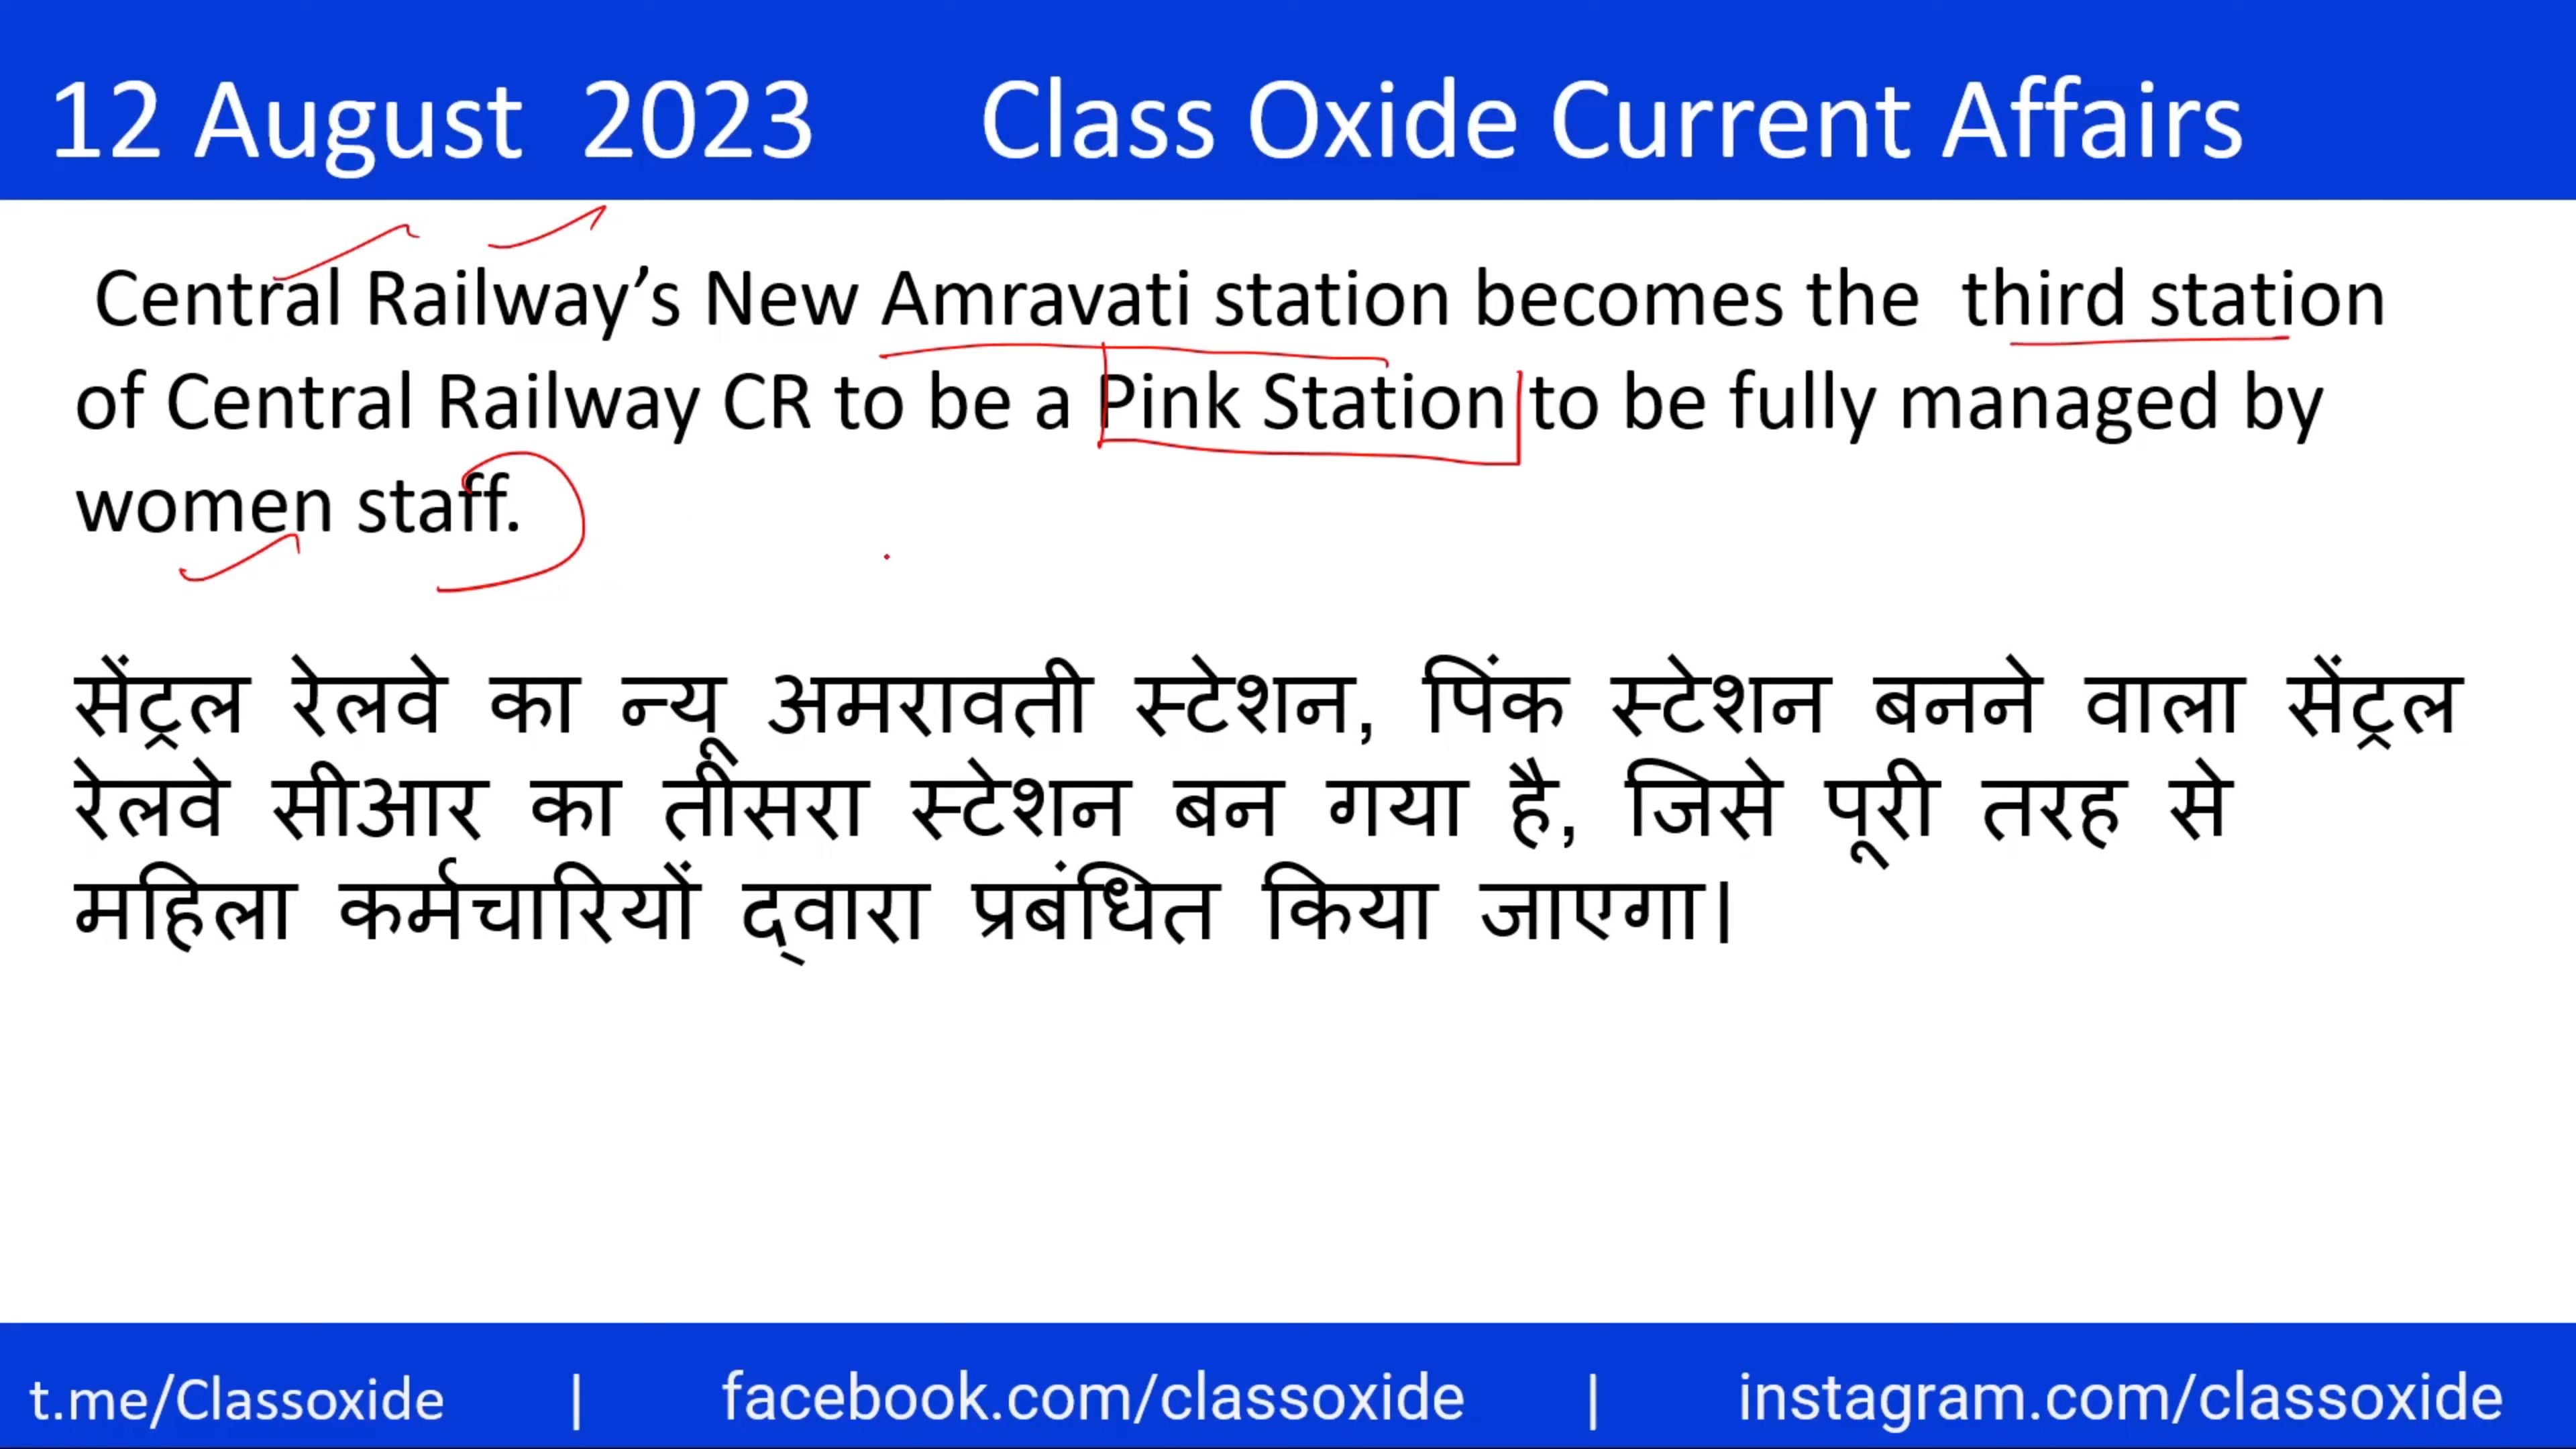 12 August 2023 Class Oxide Current Affairs
Central Railway’s New Amravati station becomes the third station
of Central Railway CR to be a Pink Station to be fully managed by
women staff.
सेंट्रल रेलवे का न्यू अमरावती स्टेशन, पिंक स्टेशन बनने वाला सेंट्रल
रेलवे सीआर का तीसरा स्टेशन बन गया है, जिसे पूरी तरह से
महिला कर्मचारियों द्वारा प्रबंधित किया जाएगा।
t.me/Classoxide | facebook.com/classoxide | instagram.com/classoxide